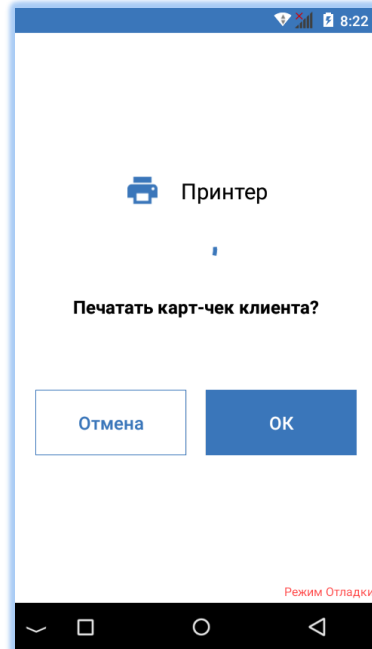 8:22
Принтер
Печатать карт-чек клиента?
Отмена
ОК
Режим Отладки